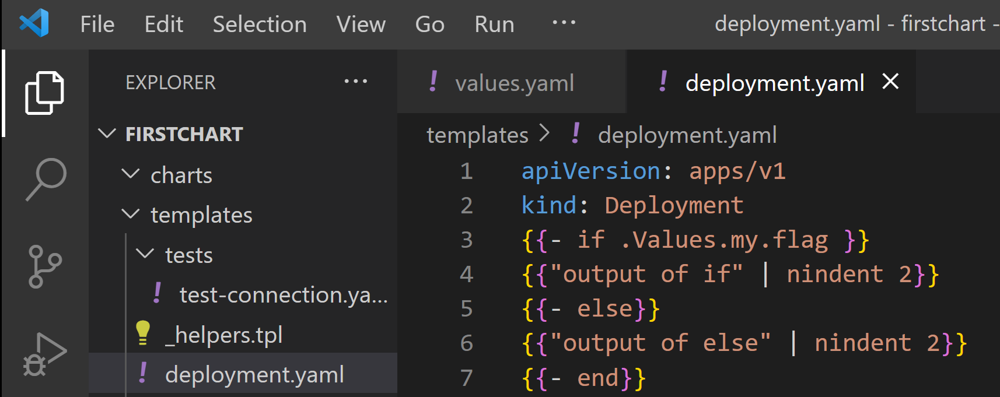 File Edit Selection View Go Run ... deployment.yaml - firstchart -
EXPLORER ...
FIRSTCHART
charts
templates
tests
test-connection.ya...
_helpers.tpl
deployment.yaml
values.yaml deployment.yaml
templates > deployment.yaml
1 apiVersion: apps/v1
2 kind: Deployment
3 {{- if .Values.my.flag }}
4 {{"output of if" | nindent 2}}
5 {{- else}}
6 {{"output of else" | nindent 2}}
7 {{- end}}